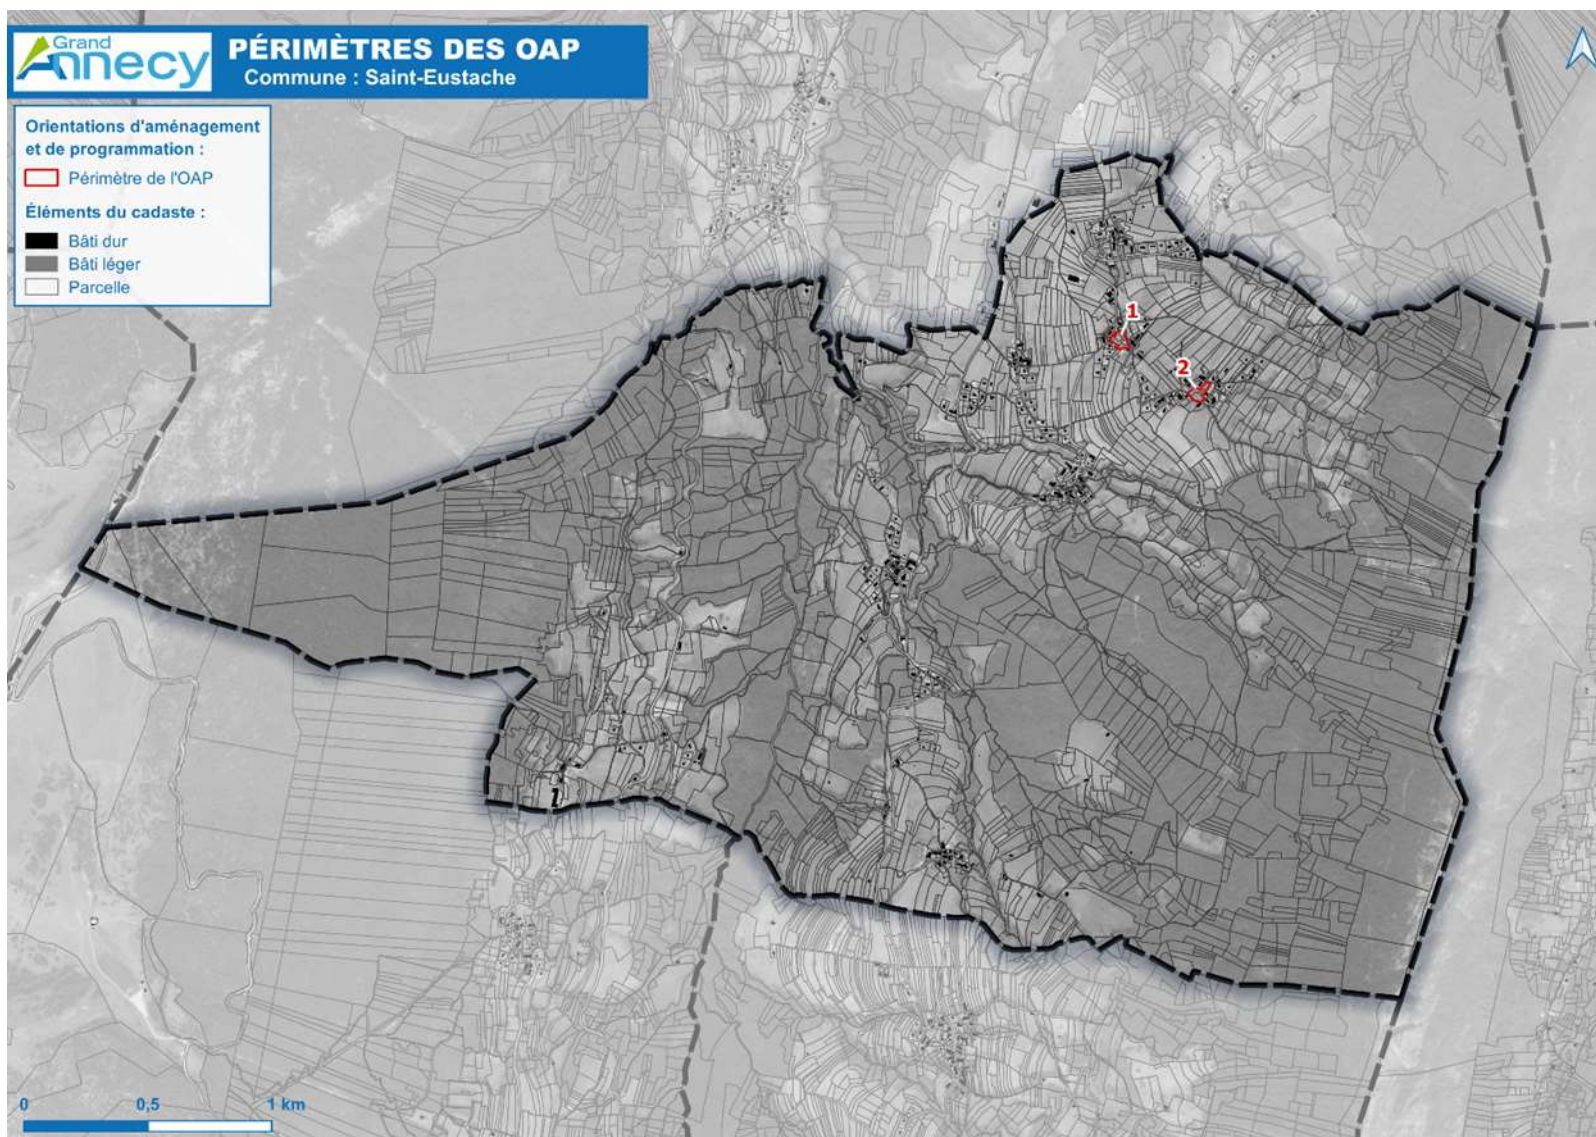 Grand
Annecy
PÉRIMÈTRES DES OAP
Commune : Saint-Eustache
Orientations d'aménagement
et de programmation :
Périmètre de l'OAP
Éléments du cadaste :
Bâti dur
Bâti léger
Parcelle
1
2
0 0,5 1 km